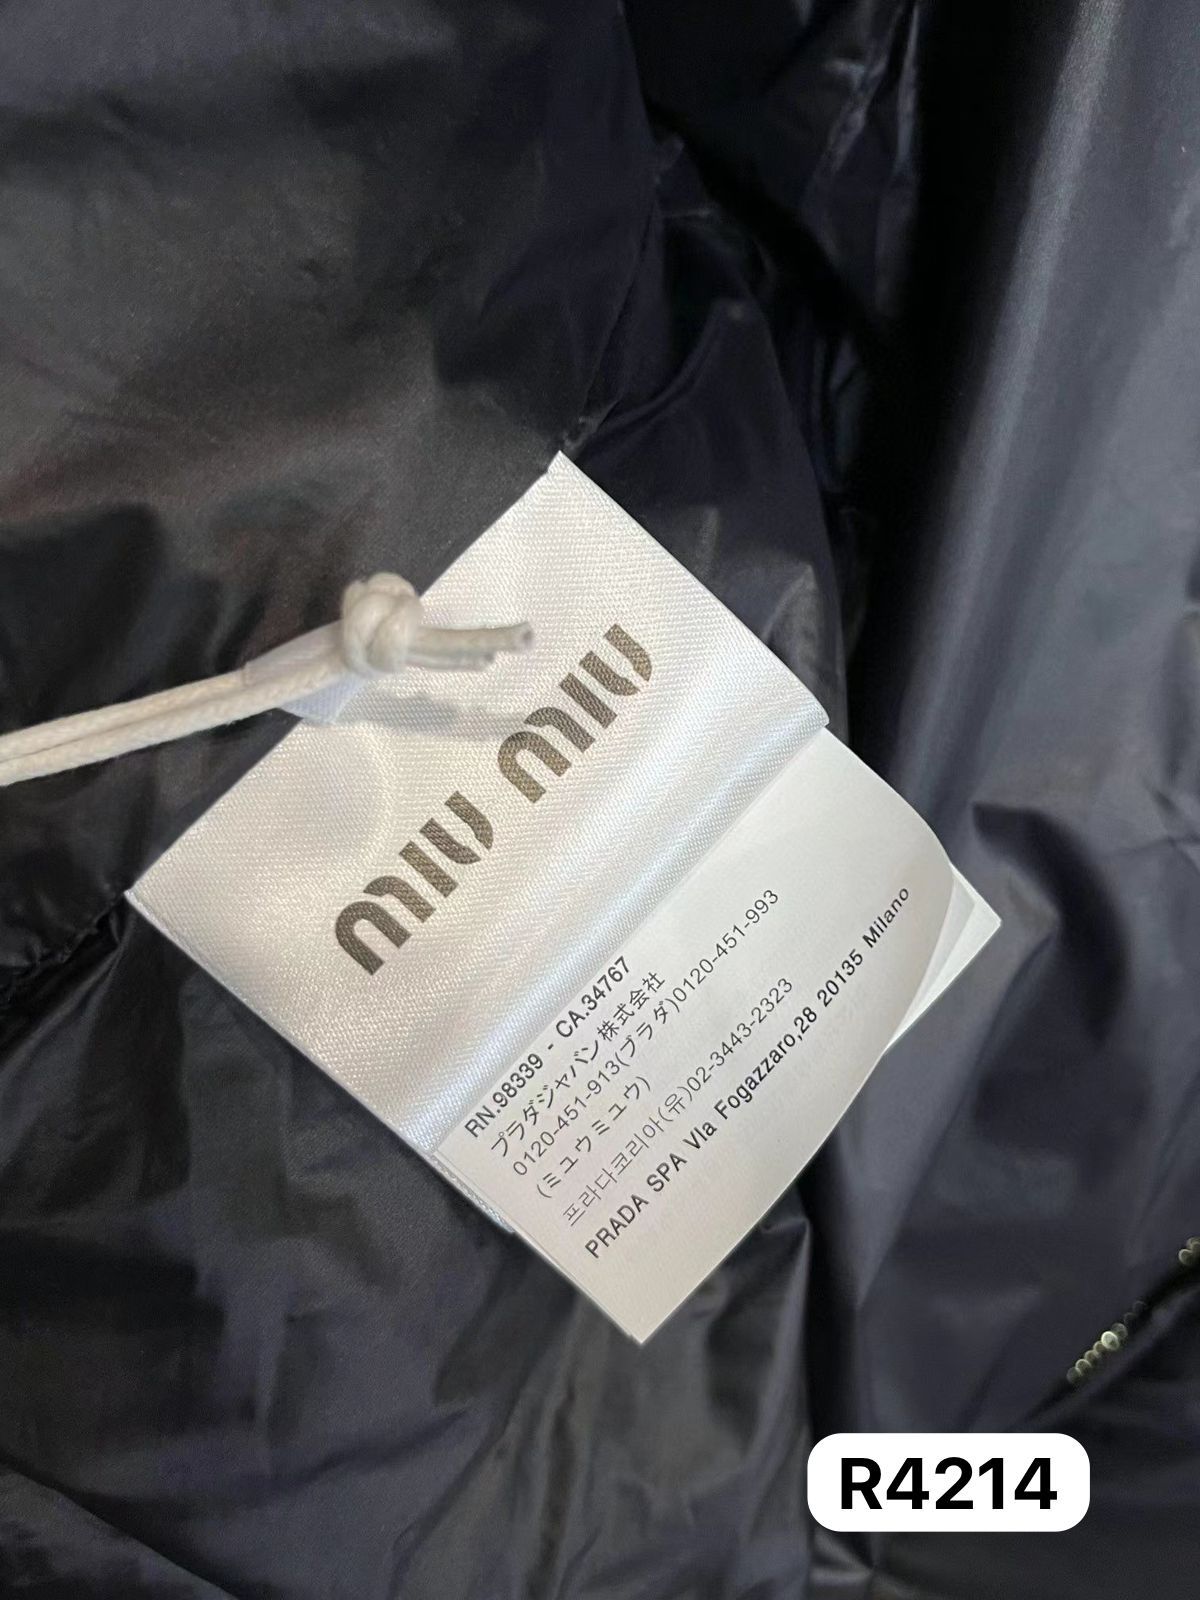 miu miu
RN.98339 - CA.34767
プラダジャパン株式会社
0120-451-913(プラダ)0120-451-993
(ミュウミュウ)
프라다코리아(유)02-3443-2323
PRADA SPA VIa Fogazzaro,28 20135 Milano
R4214